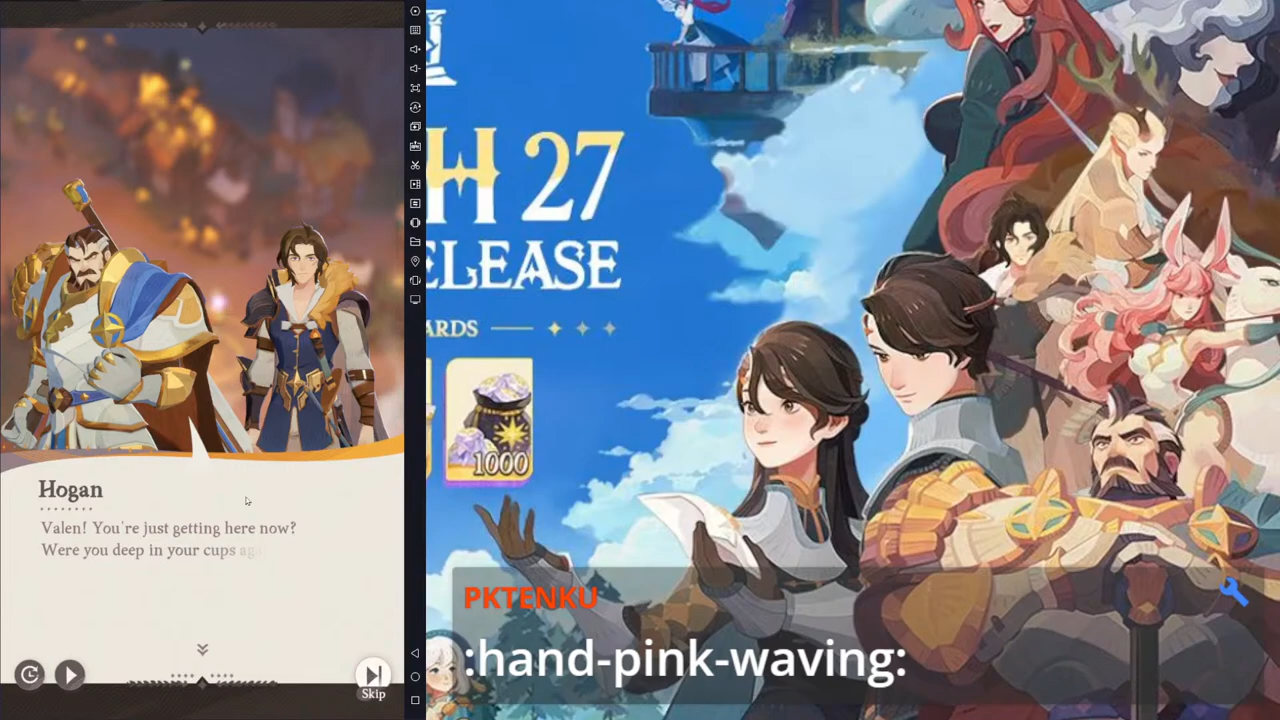 Hogan
Valen! You're just getting here now?
Were you deep in your cups
Skip
H 27
ELEASE
ARDS
1000
PKTENKU
:hand-pink-waving: